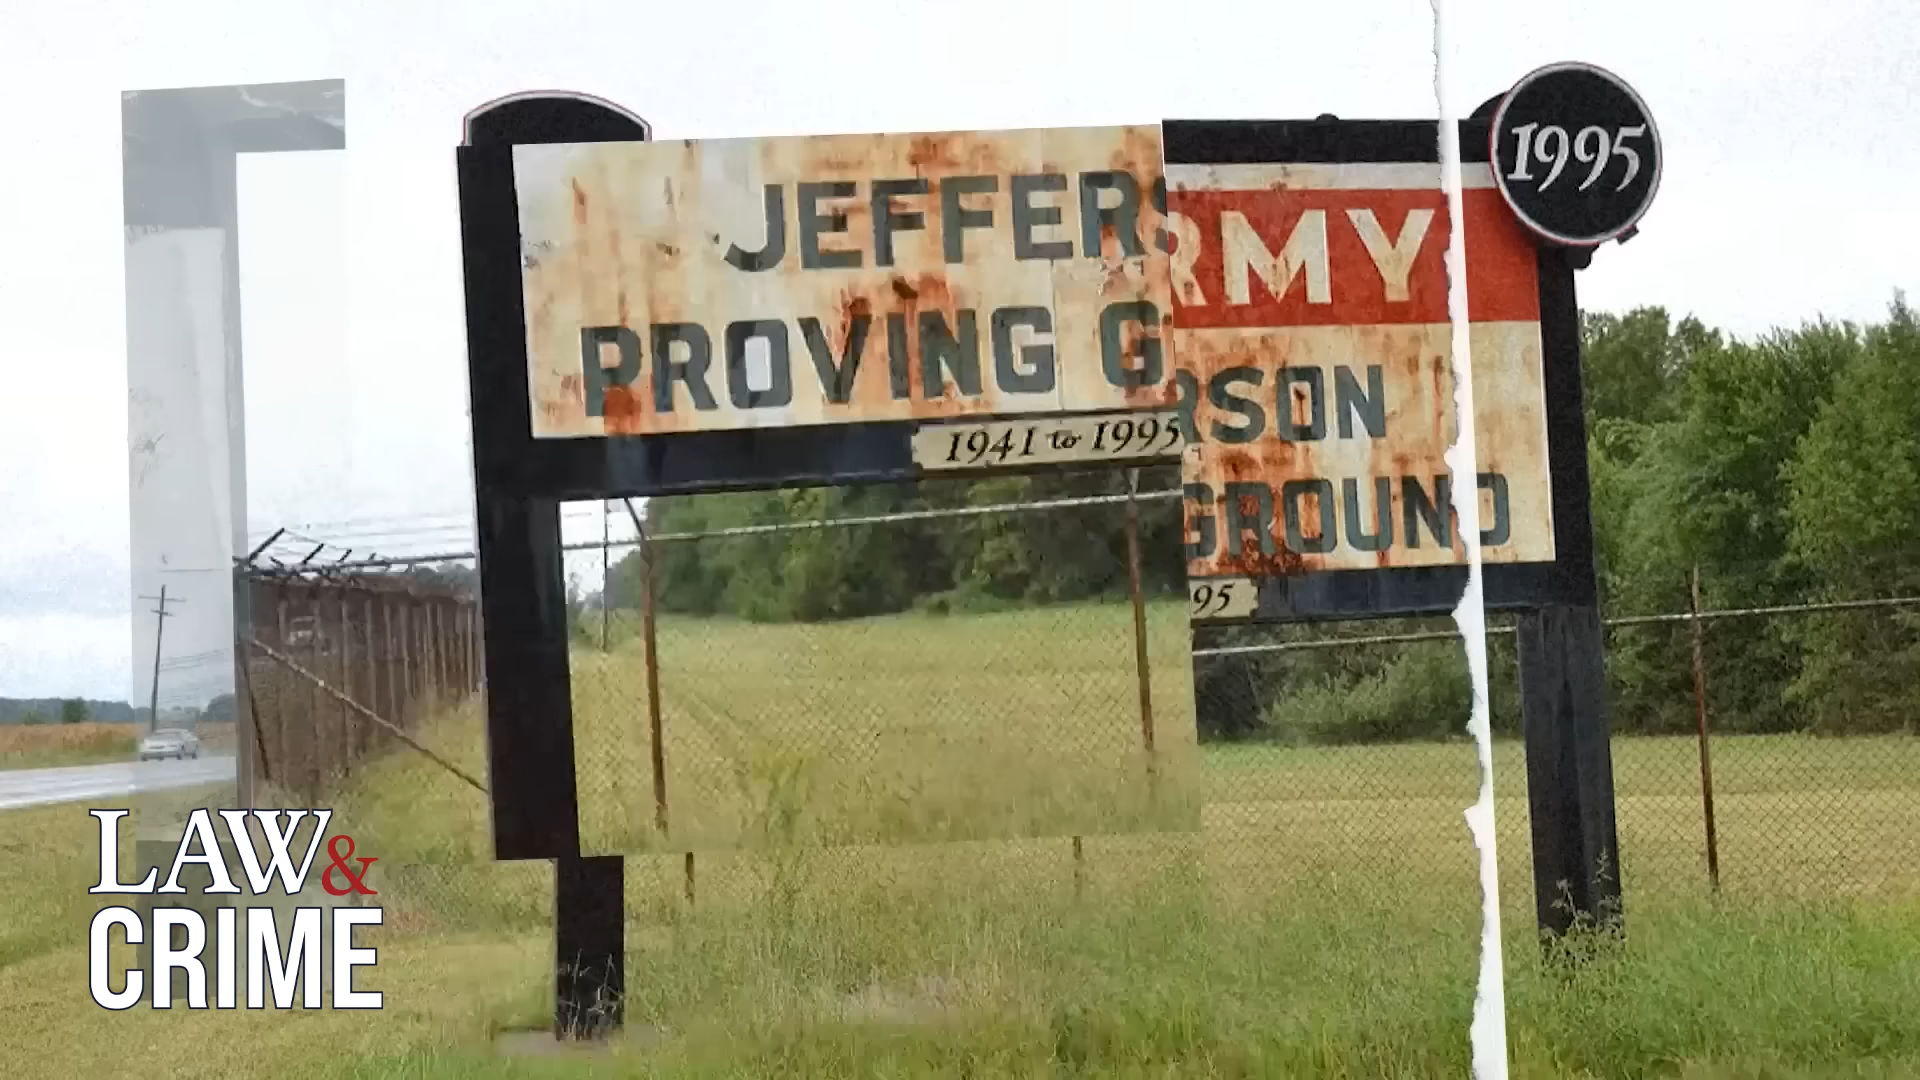 1995
JEFFERS
RMY
PROVING G
RSON
1941 to 1995
GROUND
95
LAW&
CRIME